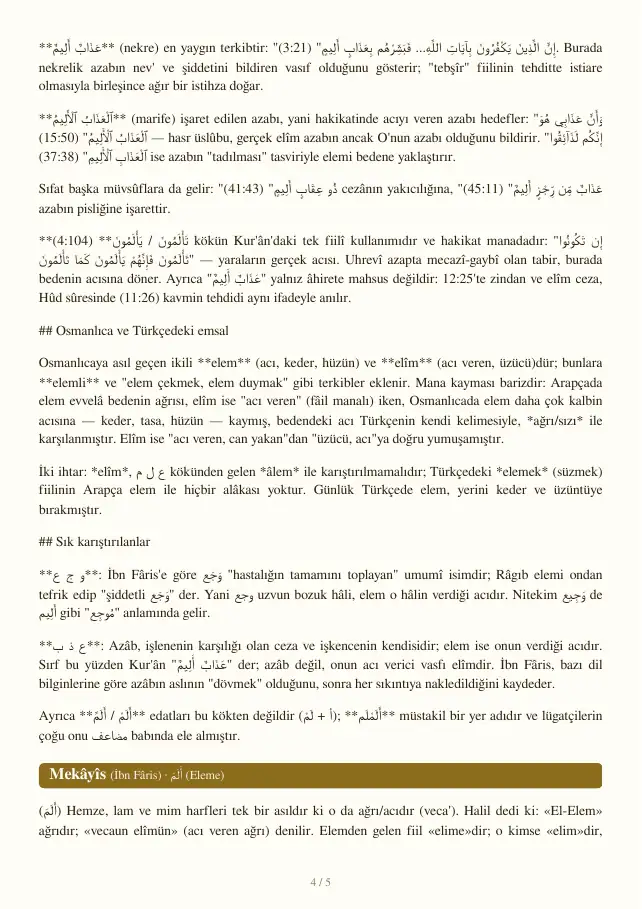 **عَذَابٌ أَلِيمٌ** (nekre) en yaygın terkibtir: "إِنَّ الَّذِينَ يَكْفُرُونَ بِآيَاتِ اللَّهِ... فَبَشِّرْهُم بِعَذَابٍ أَلِيمٍ" (3:21). Burada
nekrelik azabın nev' ve şiddetini bildiren vasıf olduğunu gösterir; "tebşîr" fiilinin tehditte istiare
olmasıyla birleşince ağır bir istihza doğar.
**ٱلْعَذَابُ ٱلْأَلِيمُ** (marife) işaret edilen azabı, yani hakikatinde acıyı veren azabı hedefler: "وَأَنَّ عَذَابِي هُوَ
ٱلْعَذَابُ ٱلْأَلِيمُ" (15:50) — hasr üslûbu, gerçek elîm azabın ancak O'nun azabı olduğunu bildirir. "إِنَّكُمْ لَذَآئِقُوا
ٱلْعَذَابِ ٱلْأَلِيمِ" (37:38) ise azabın "tadılması" tasviriyle elemi bedene yaklaştırır.
Sıfat başka müvsûflara da gelir: "ذُو عِقَابٍ أَلِيمٍ" (41:43) cezânın yakıcılığına, "عَذَابٌ مِّن رِّجْزٍ أَلِيمٌ" (45:11)
azabın pisliğine işarettir.
**(4:104) **تَأْلَمُونَ / يَأْلَمُونَ kökün Kur'ân'daki tek fiilî kullanımıdır ve hakikat manadadır: "إِن تَكُونُوا
تَأْلَمُونَ فَإِنَّهُمْ يَأْلَمُونَ كَمَا تَأْلَمُونَ" — yaraların gerçek acısı. Uhrevî azapta mecazî-gaybî olan tabir, burada
bedenin acısına döner. Ayrıca "عَذَابٌ أَلِيمٌ" yalnız âhirete mahsus değildir: 12:25'te zindan ve elîm ceza,
Hûd sûresinde (11:26) kavmin tehdidi aynı ifadeyle anılır.
## Osmanlıca ve Türkçedeki emsal
Osmanlıcaya asıl geçen ikili **elem** (acı, keder, hüzün) ve **elîm** (acı veren, üzücü)dür; bunlara
**elemli** ve "elem çekmek, elem duymak" gibi terkibler eklenir. Mana kayması barizdir: Arapçada
elem evvelâ bedenin ağrısı, elîm ise "acı veren" (fâil manalı) iken, Osmanlıcada elem daha çok kalbin
acısına — keder, tasa, hüzün — kaymış, bedendeki acı Türkçenin kendi kelimesiyle, *ağrı/sızı* ile
karşılanmıştır. Elîm ise "acı veren, can yakan"dan "üzücü, acı"ya doğru yumuşamıştır.
İki ihtar: *elîm*, ع ل م kökünden gelen *âlem* ile karıştırılmamalıdır; Türkçedeki *elemek* (süzmek)
fiilinin Arapça elem ile hiçbir alâkası yoktur. Günlük Türkçede elem, yerini keder ve üzüntüye
bırakmıştır.
## Sık karıştırılanlar
**و ج ع**: İbn Fâris'e göre وَجَع "hastalığın tamamını toplayan" umumî isimdir; Râgıb elemi ondan
tefrik edip "şiddetli وَجَع" der. Yani وجع uzvun bozuk hâli, elem o hâlin verdiği acıdır. Nitekim وَجِيع de
أَلِيم gibi "مُوجِع" anlamında gelir.
**ع ذ ب**: Azâb, işlenenin karşılığı olan ceza ve işkencenin kendisidir; elem ise onun verdiği acıdır.
Sırf bu yüzden Kur'ân "عَذَابٌ أَلِيمٌ" der; azâb değil, onun acı verici vasfı elîmdir. İbn Fâris, bazı dil
bilginlerine göre azâbın aslının "dövmek" olduğunu, sonra her sıkıntıya nakledildiğini kaydeder.
Ayrıca **أَلَمْ / أَلَمَّ** edatları bu kökten değildir (أ + لَمْ); **أَلَمْلَم** müstakil bir yer adıdır ve lügatçilerin
çoğu onu مضاعف babında ele almıştır.
Mekâyîs (İbn Fâris) · أَلَمَ (Eleme)
(أَلَمَ) Hemze, lam ve mim harfleri tek bir asıldır ki o da ağrı/acıdır (veca'). Halil dedi ki: «El-Elem»
ağrıdır; «vecaun elîmün» (acı veren ağrı) denilir. Elemden gelen fiil «elime»dir; o kimse «elim»dir,
4 / 5